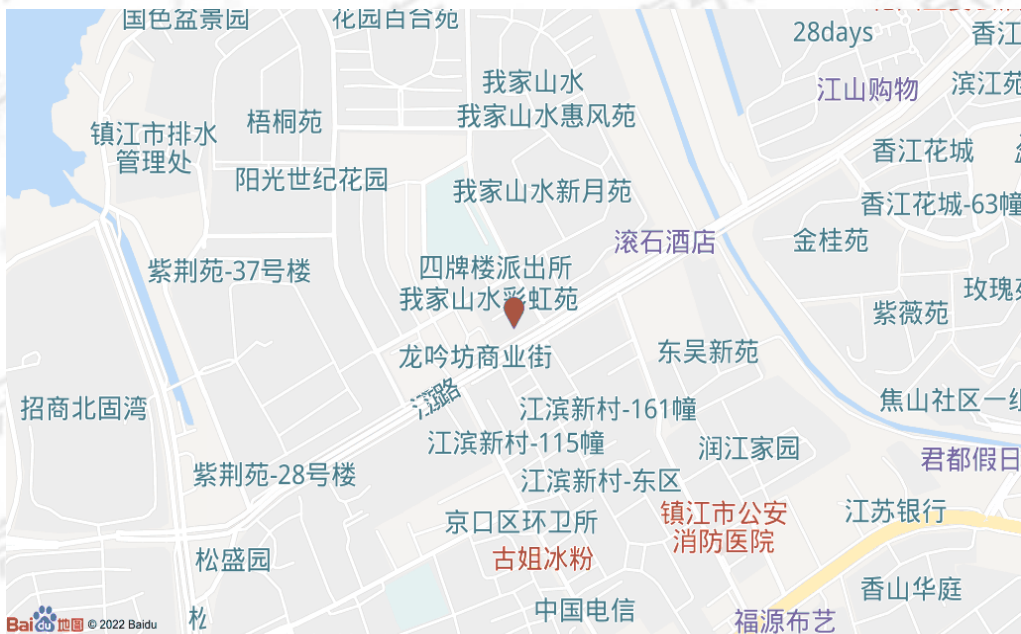 国色盆景园
花园百合苑
28days
香江
我家山水
江山购物
滨江苑
我家山水惠风苑
梧桐苑
镇江市排水
管理处
香江花城
阳光世纪花园
我家山水新月苑
香江花城-63幢
滚石酒店
金桂苑
四牌楼派出所
紫荆苑-37号楼
我家山水彩虹苑
玫瑰苑
紫薇苑
龙吟坊商业街
东吴新苑
路
招商北固湾
江滨新村-161幢
焦山社区一组
江滨新村-115幢
润江家园
君都假日
紫荆苑-28号楼
江滨新村-东区
镇江市公安
消防医院
江苏银行
京口区环卫所
松盛园
古姐冰粉
香山华庭
中国电信
福源布艺
Bai du 地图 © 2022 Baidu